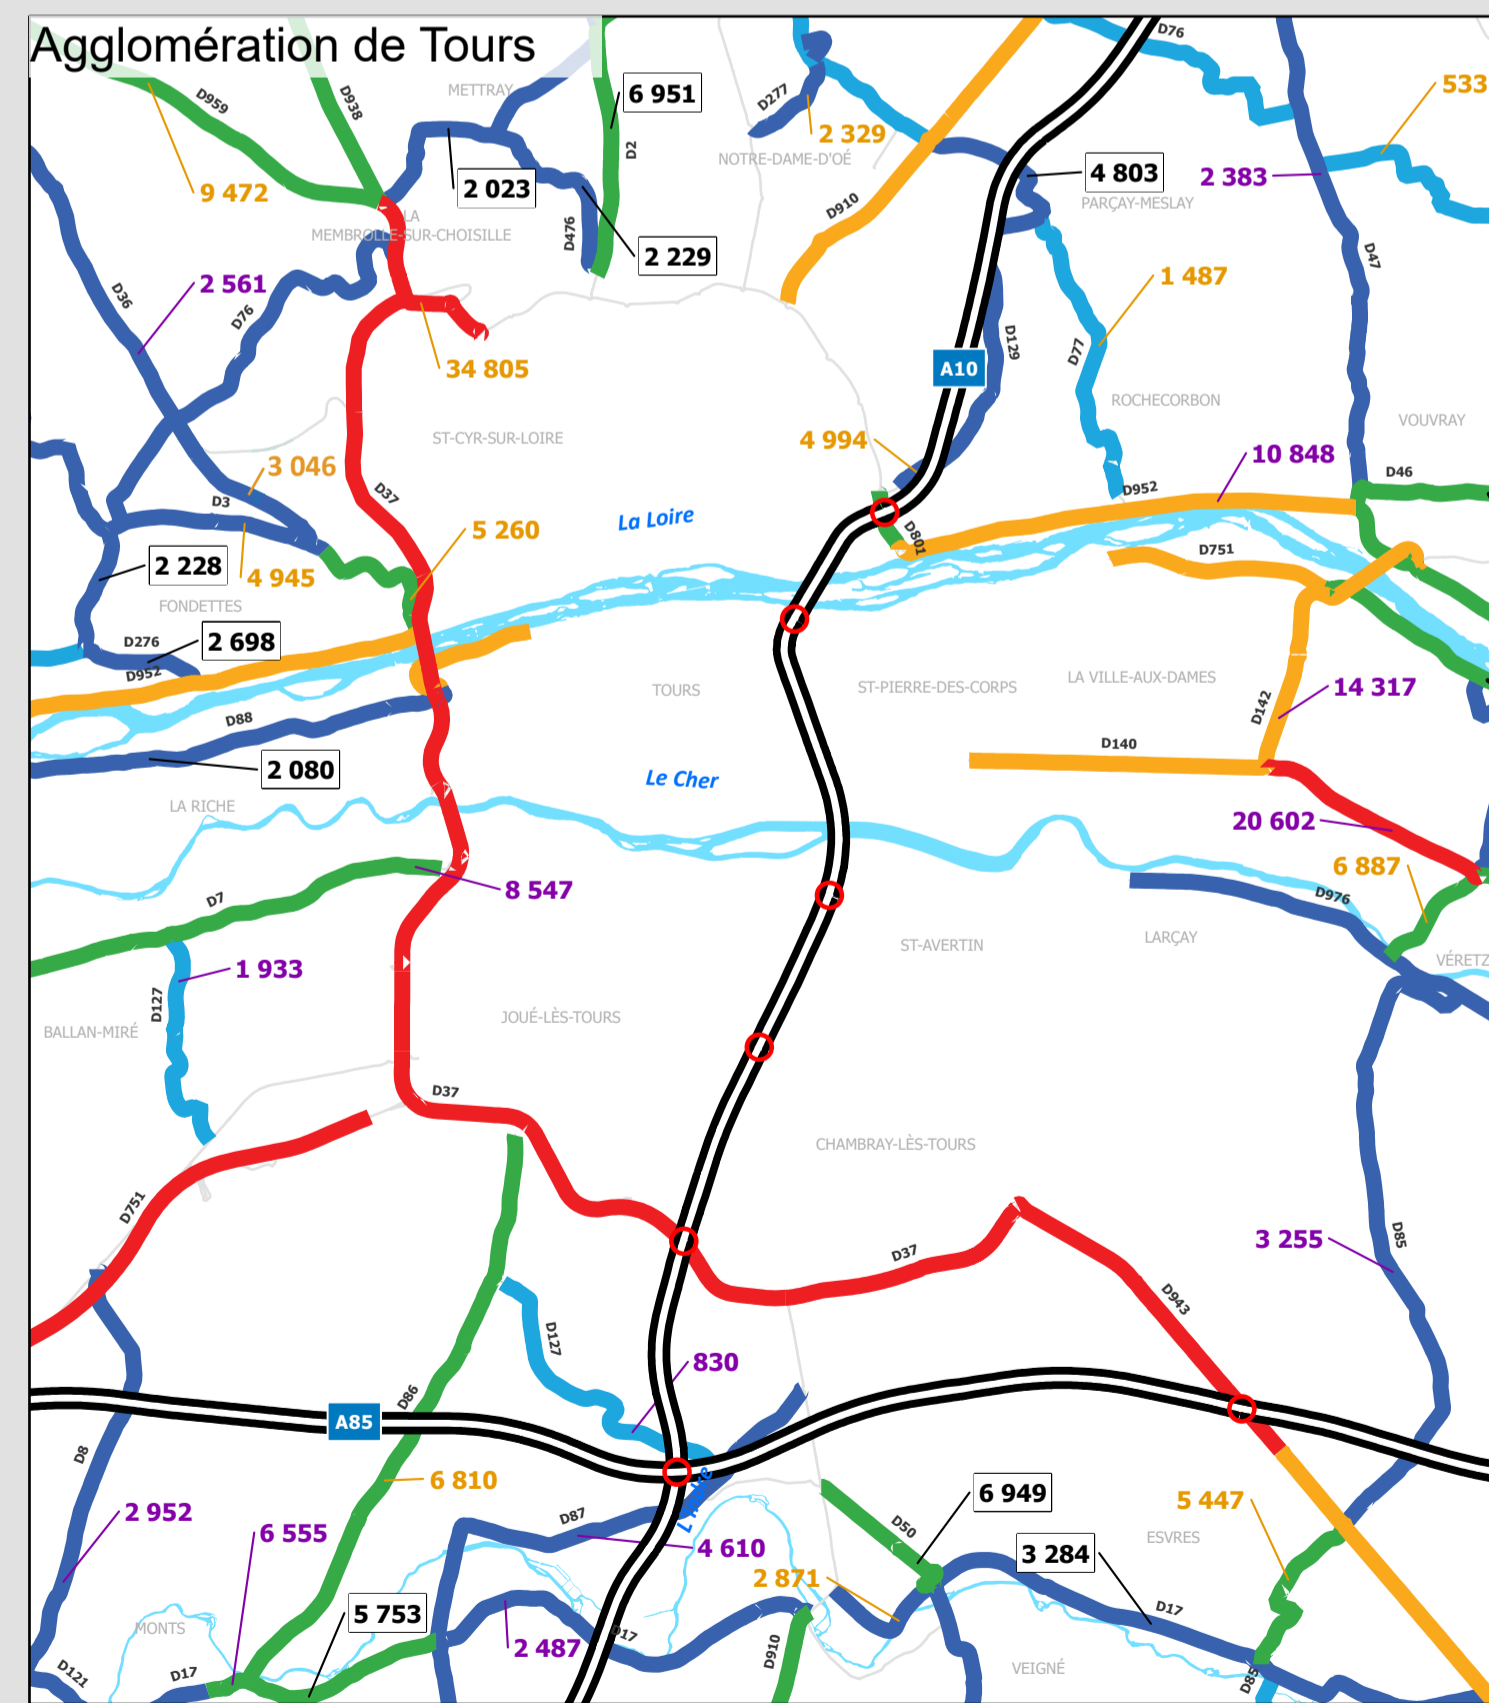 Agglomération de Tours
D76
METTRAY
6 951
533
D959
D938
D277
2 329
D2
NOTRE-DAME-D'OÉ
4 803
2 383
9 472
2 023
D910
PARÇAY-MESLAY
LA
MEMBROLLE-SUR-CHOISILLE
D476
2 229
D47
2 561
1 487
D36
D76
D129
D77
34 805
A10
ROCHECORBON
VOUVRAY
ST-CYR-SUR-LOIRE
4 994
10 848
3 046
D46
D37
D952
D3
La Loire
5 260
D801
D751
2 228
4 945
FONDETTES
D276
2 698
D952
TOURS
ST-PIERRE-DES-CORPS
LA VILLE-AUX-DAMES
14 317
D142
D88
D140
2 080
Le Cher
LA RICHE
20 602
6 887
D7
8 547
D976
ST-AVERTIN
LARÇAY
VÉRETZ
1 933
D127
BALLAN-MIRÉ
JOUÉ-LÈS-TOURS
D37
CHAMBRAY-LÈS-TOURS
D751
3 255
D85
D37
D943
D127
830
D86
A85
D8
6 810
L'Indre
6 949
5 447
2 952
6 555
D87
D50
ESVRES
4 610
3 284
2 871
5 753
D17
MONTS
2 487
D17
D910
VEIGNÉ
D121
D17
D85